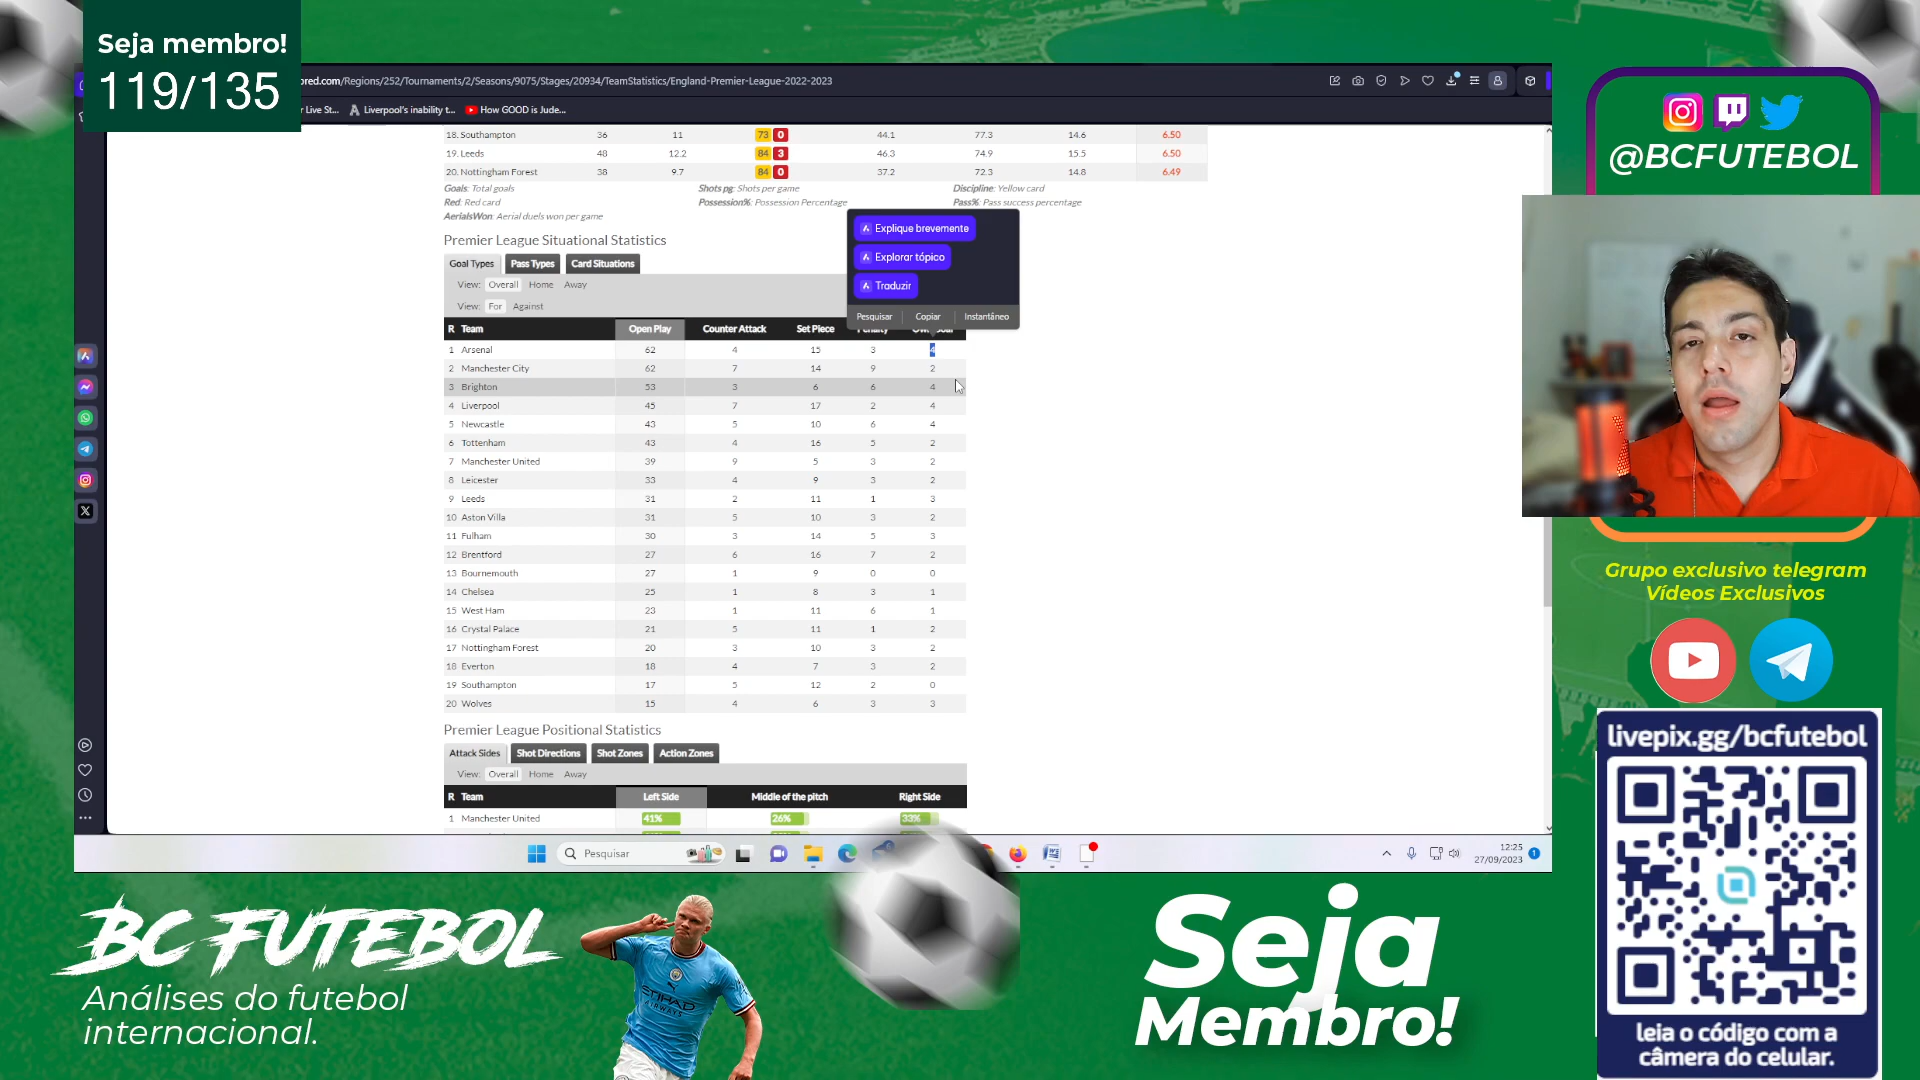 Seja membro!
119/135
ored.com/Regions/252/Tournaments/2/Seasons/9075/Stages/20934/TeamStatistics/England-Premier-League-2022-2023
r Live St... Liverpool's inability t... How GOOD is Jude...
18. Southampton 36 11 73 0 44.1 77.3 14.6 6.50
19. Leeds 48 12.2 84 3 46.3 74.9 15.5 6.50
20. Nottingham Forest 38 9.7 84 0 37.2 72.3 14.8 6.49
Goals: Total goals Shots pg: Shots per game Discipline: Yellow card
Red: Red card Possession%: Possession Percentage Pass%: Pass success percentage
AerialsWon: Aerial duels won per game
Explique brevemente
Explorar tópico
Traduzir
Pesquisar Copiar Instantâneo
Premier League Situational Statistics
Goal Types Pass Types Card Situations
View: Overall Home Away
View: For Against
R Team Open Play Counter Attack Set Piece
1 Arsenal 62 4 15 3 4
2 Manchester City 62 7 14 9 2
3 Brighton 53 3 6 6 4
4 Liverpool 45 7 17 2 4
5 Newcastle 43 5 10 6 4
6 Tottenham 43 4 16 5 2
7 Manchester United 39 9 5 3 2
8 Leicester 33 4 9 3 2
9 Leeds 31 2 11 1 3
10 Aston Villa 31 5 10 3 2
11 Fulham 30 3 14 5 3
12 Brentford 27 6 16 7 2
13 Bournemouth 27 1 9 0 0
14 Chelsea 25 1 8 3 1
15 West Ham 23 1 11 6 1
16 Crystal Palace 21 5 11 1 2
17 Nottingham Forest 20 3 10 3 2
18 Everton 18 4 7 3 2
19 Southampton 17 5 12 2 0
20 Wolves 15 4 6 3 3
Premier League Positional Statistics
Attack Sides Shot Directions Shot Zones Action Zones
View: Overall Home Away
R Team Left Side Middle of the pitch Right Side
1 Manchester United 41% 26% 33%
Pesquisar
12:25
27/09/2023 1
@BCFUTEBOL
Grupo exclusivo telegram
Vídeos Exclusivos
livepix.gg/bcfutebol
leia o código com a
câmera do celular.
BC FUTEBOL
Análises do futebol
internacional.
ETIHAD
AIRWAYS
Seja
Membro!